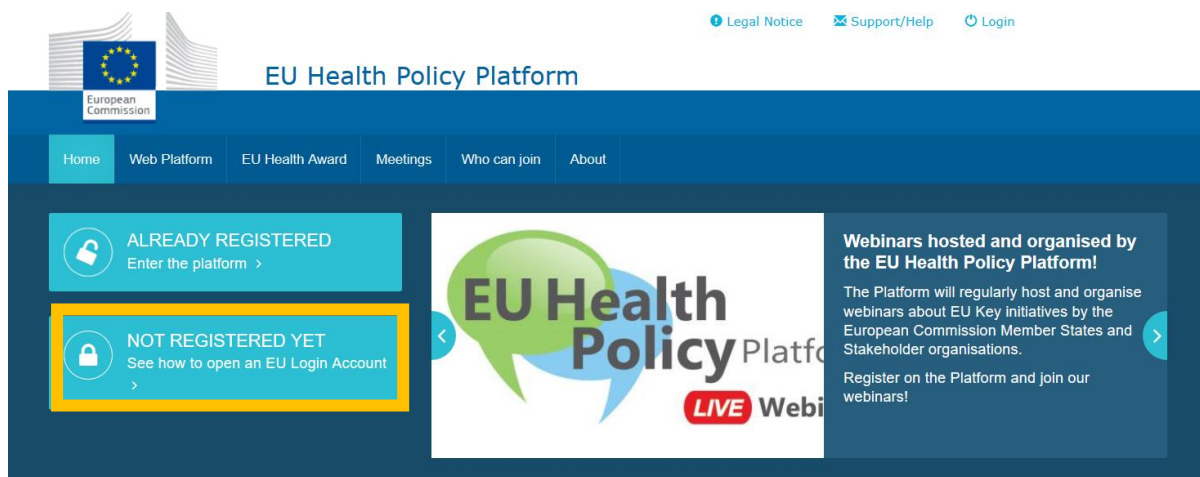 Legal Notice
Support/Help
Login
European
Commission
EU Health Policy Platform
Home
Web Platform
EU Health Award
Meetings
Who can join
About
ALREADY REGISTERED
Enter the platform >
NOT REGISTERED YET
See how to open an EU Login Account
>
EU Health
Policy
LIVE
Webinars hosted and organised by
the EU Health Policy Platform!
The Platform will regularly host and organise
webinars about EU Key initiatives by the
European Commission Member States and
Stakeholder organisations.
Register on the Platform and join our
webinars!